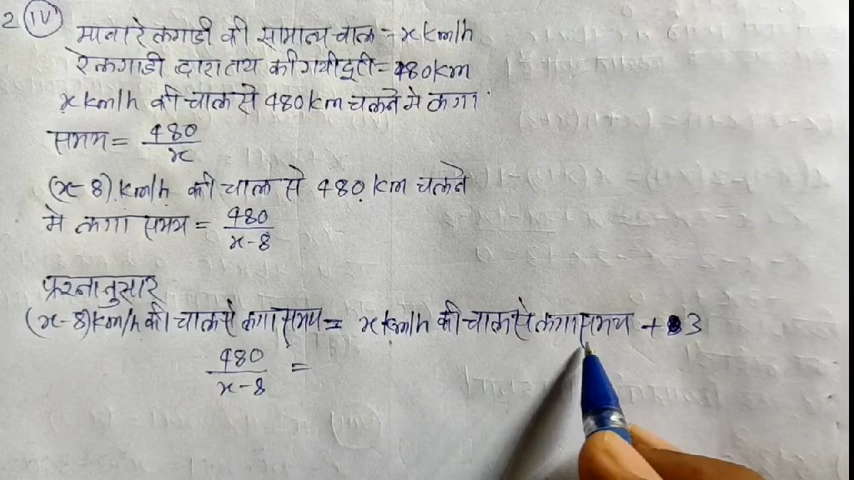 2 (iv) माना रेलगाडी की सामान्य चाल = x km/h
रेलगाडी द्वारा तय की गयी दूरी = 480 km
x km/h की चाल से 480 km चलने मे लगा
समय = 480/x
(x-8) km/h की चाल से 480 km चलने
मे लगा समय = 480/x-8
प्रश्नानुसार
(x-8) km/h की चाल से लगा समय = x km/h की चाल से लगा समय + 3
480/x-8 =